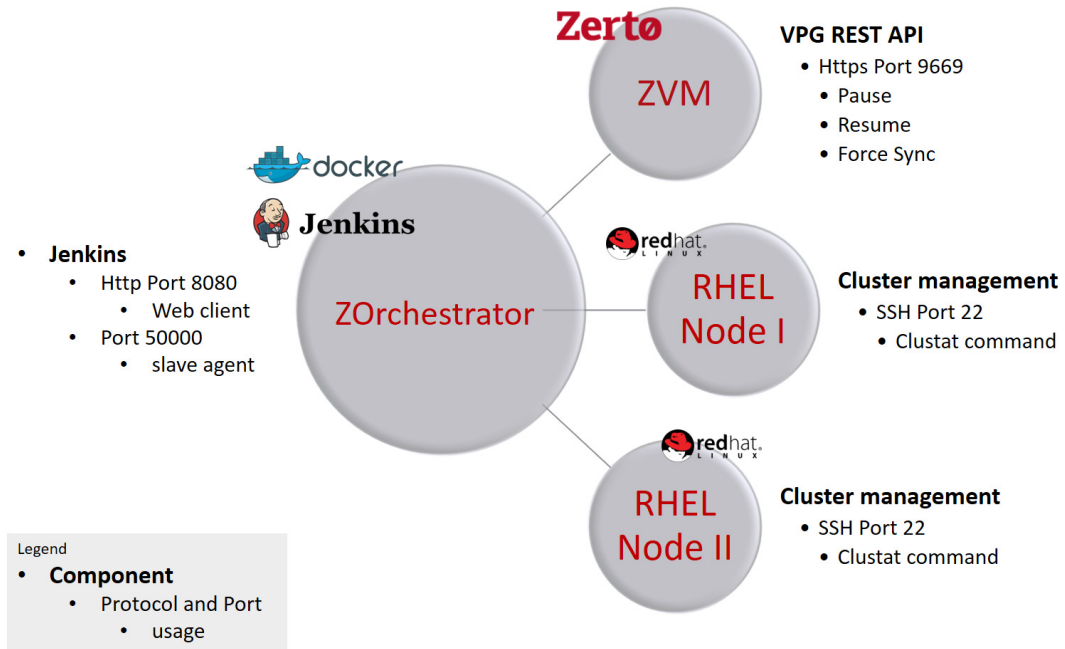 Zerto
ZVM
VPG REST API
• Https Port 9669
• Pause
• Resume
• Force Sync
docker
Jenkins
• Jenkins
• Http Port 8080
• Web client
• Port 50000
• slave agent
ZOrchestrator
redhat.
LINUX
RHEL
Node I
Cluster management
• SSH Port 22
• Clustat command
redhat.
LINUX
RHEL
Node II
Cluster management
• SSH Port 22
• Clustat command
Legend
• Component
• Protocol and Port
• usage